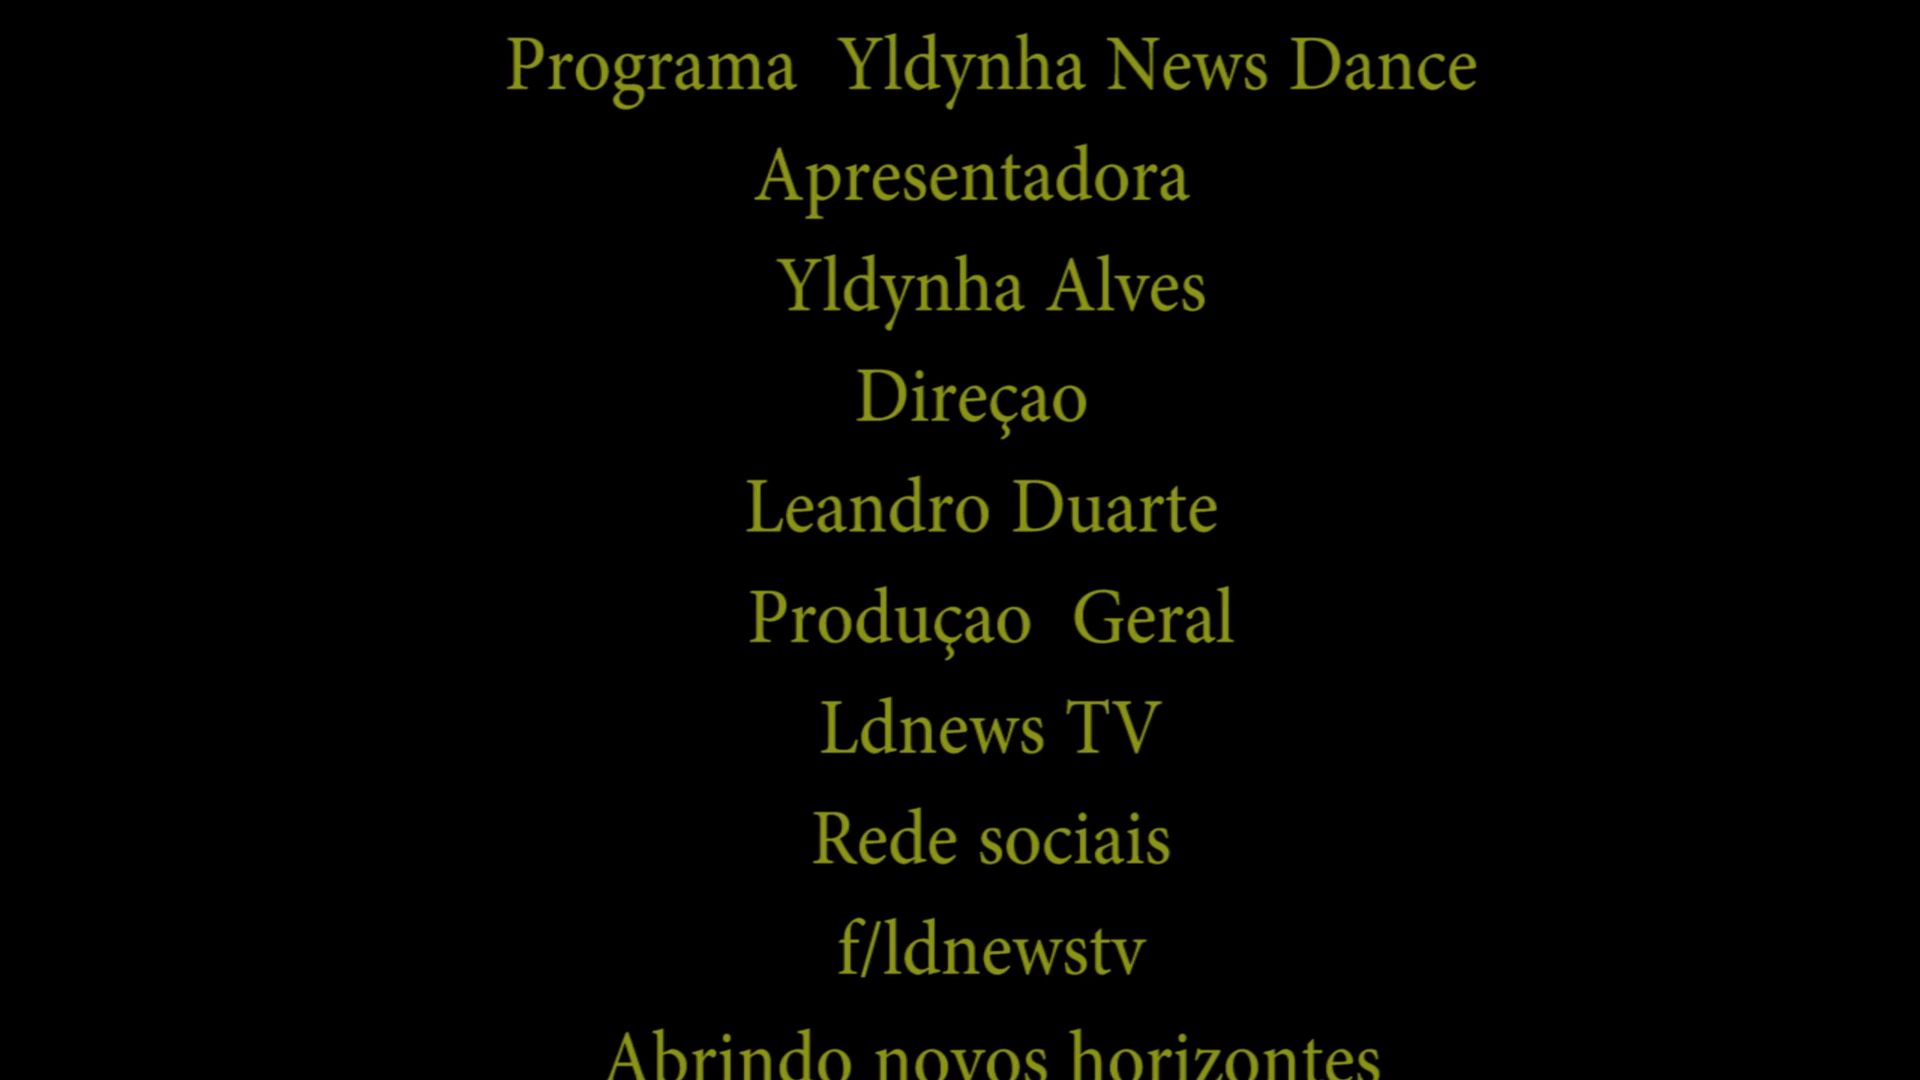 Programa  Yldynha News Dance
Apresentadora
Yldynha Alves
Direçao
Leandro Duarte
Produçao  Geral
Ldnews TV
Rede sociais
f/ldnewstv
Abrindo novos horizontes